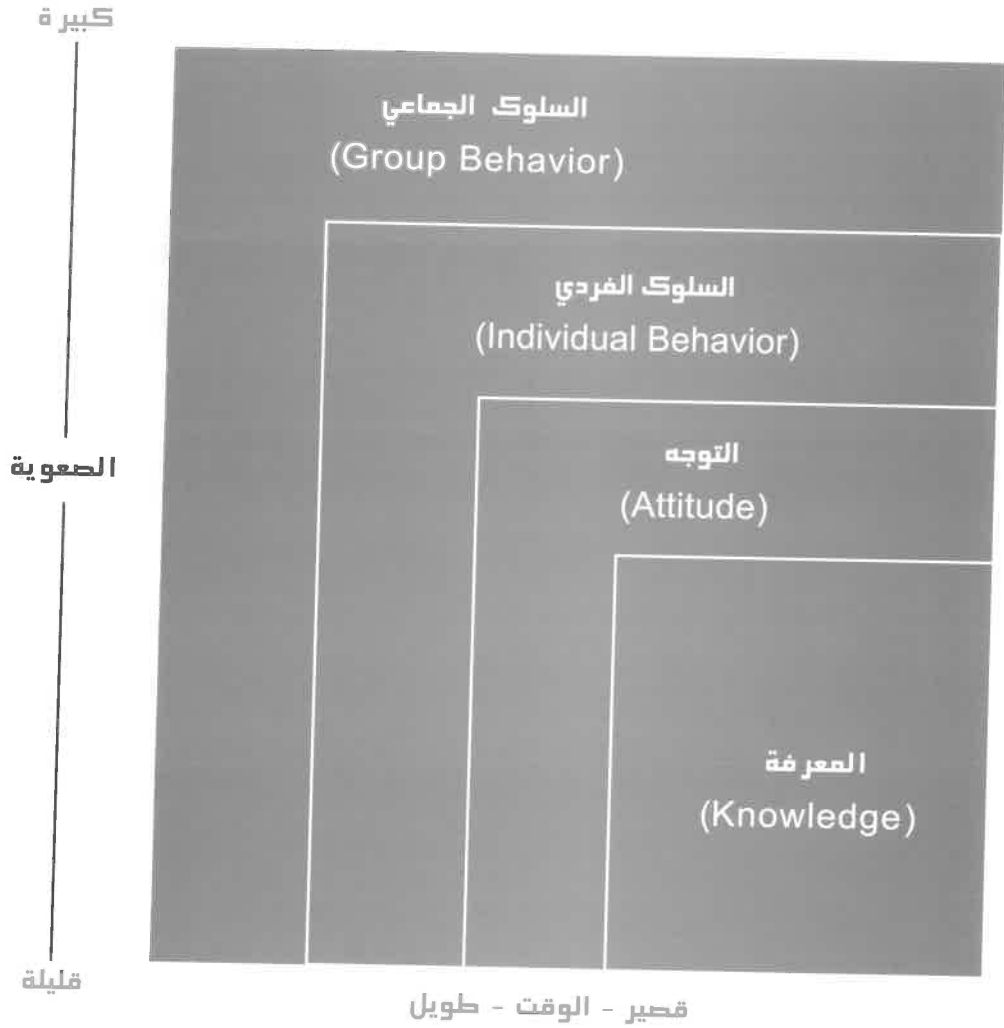 كبيرة
السلوك الجماعي
(Group Behavior)
السلوك الفردي
(Individual Behavior)
التوجه
(Attitude)
الصعوبة
المعرفة
(Knowledge)
قليلة
قصير - الوقت - طويل